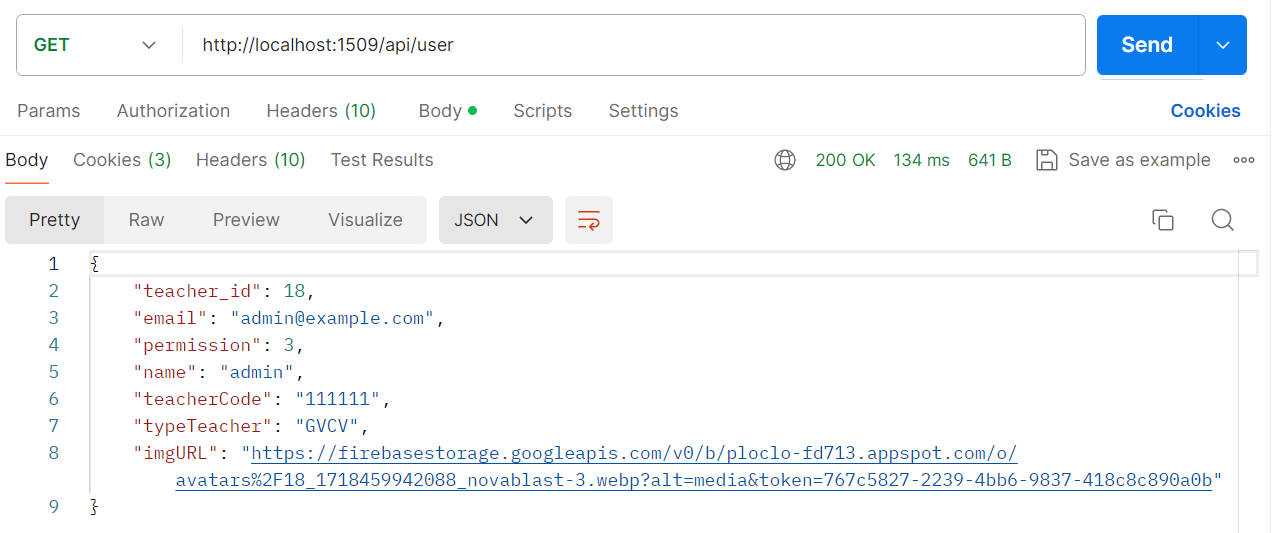 GET http://localhost:1509/api/user Send
Params Authorization Headers (10) Body Scripts Settings Cookies
Body Cookies (3) Headers (10) Test Results 200 OK 134 ms 641 B Save as example
Pretty Raw Preview Visualize JSON
1 {
2 "teacher_id": 18,
3 "email": "admin@example.com",
4 "permission": 3,
5 "name": "admin",
6 "teacherCode": "111111",
7 "typeTeacher": "GVCV",
8 "imgURL": "https://firebasestorage.googleapis.com/v0/b/ploclo-fd713.appspot.com/o/
avatars%2F18_1718459942088_novablast-3.webp?alt=media&token=767c5827-2239-4bb6-9837-418c8c890a0b"
9 }